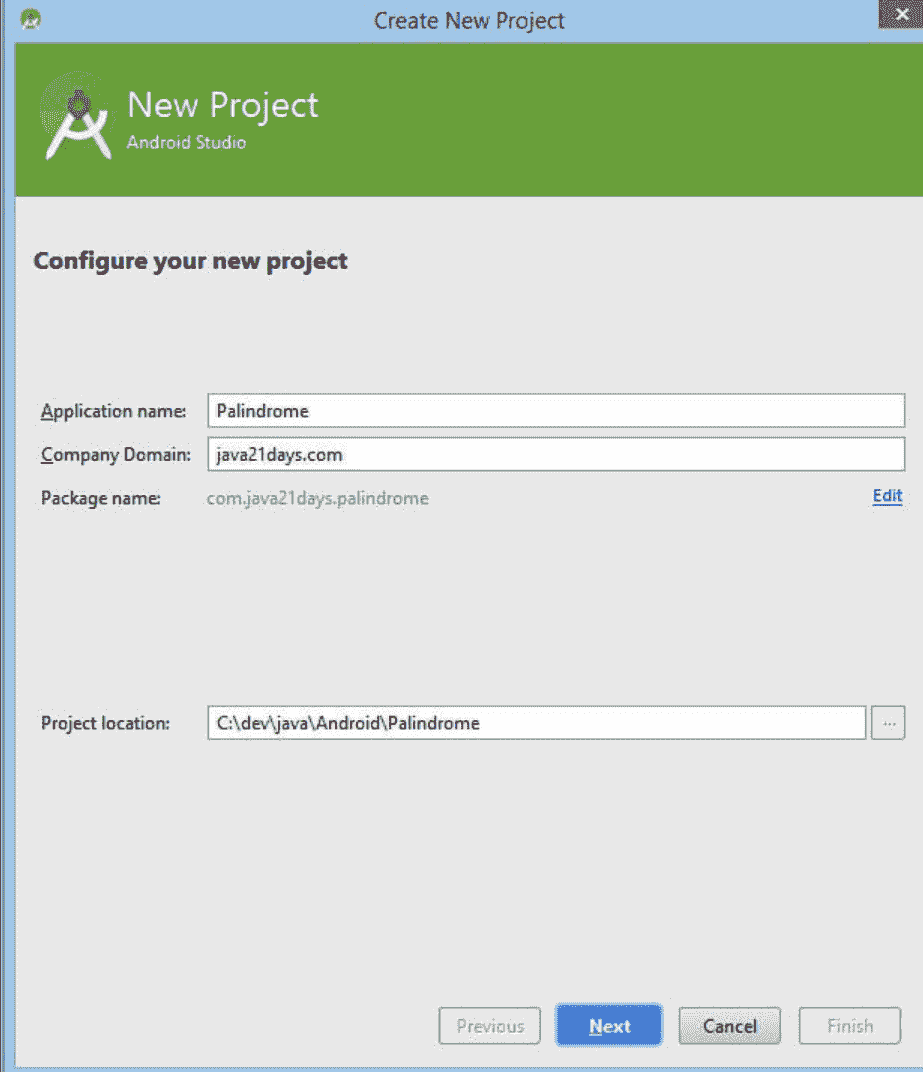 Create New Project
New Project
Android Studio
Configure your new project
Application name: Palindrome
Company Domain: java21days.com
Package name: com.java21days.palindrome Edit
Project location: C:\dev\java\Android\Palindrome ...
Previous Next Cancel Finish